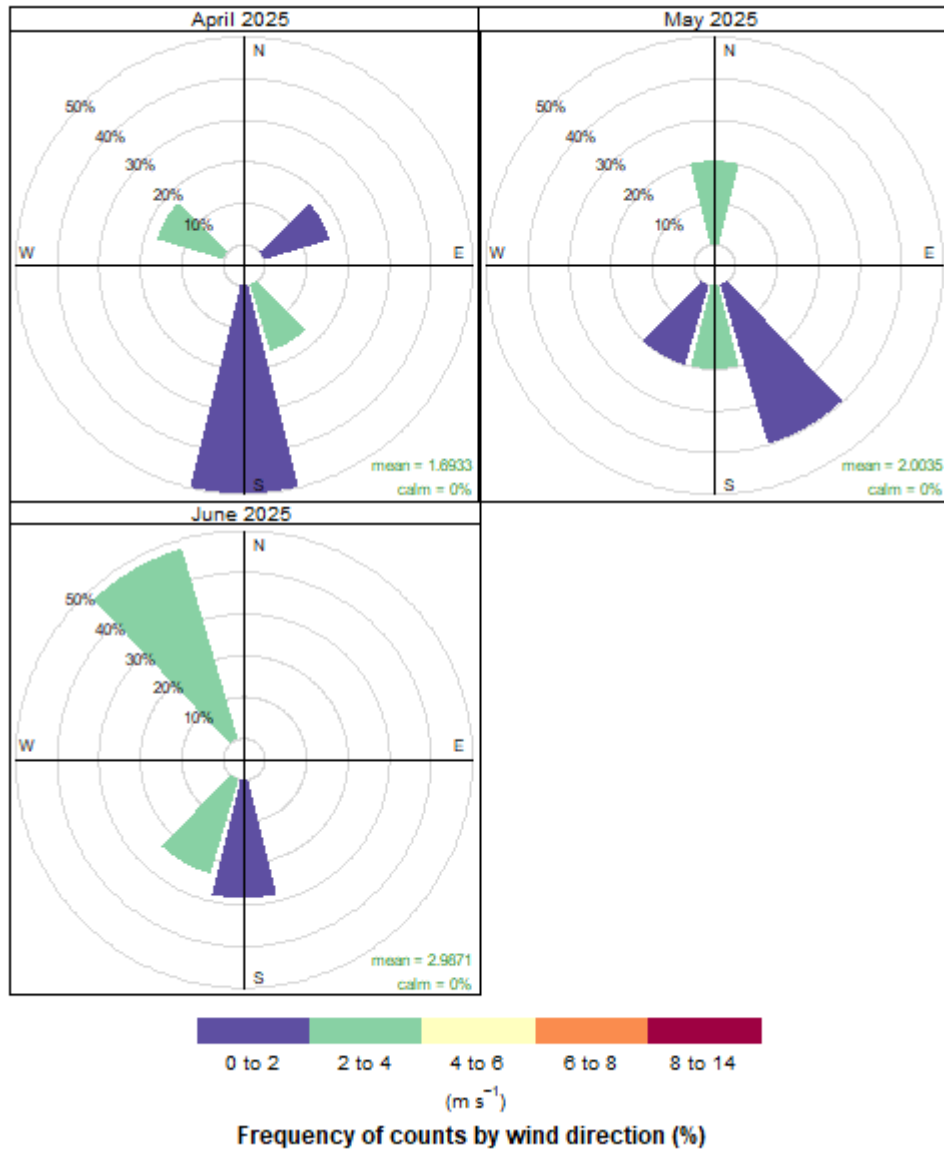 April 2025
May 2025
N
50%
40%
30%
20%
10%
W
E
S
mean = 1.6933
calm = 0%
N
50%
40%
30%
20%
10%
W
E
S
mean = 2.0035
calm = 0%
June 2025
N
50%
40%
30%
20%
10%
W
E
S
mean = 2.9871
calm = 0%
0 to 2
2 to 4
4 to 6
6 to 8
8 to 14
(m s⁻¹)
Frequency of counts by wind direction (%)